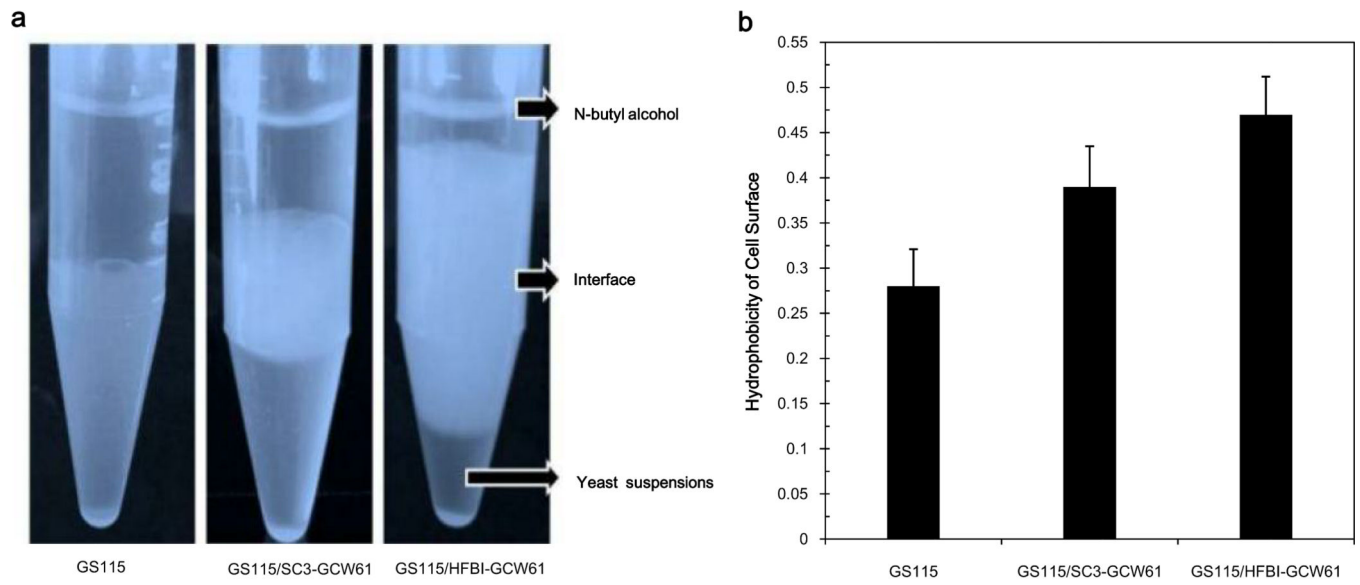 a
N-butyl alcohol
Interface
Yeast suspensions
GS115
GS115/SC3-GCW61
GS115/HFBI-GCW61
b
Hydrophobicity of Cell Surface
0.55
0.5
0.45
0.4
0.35
0.3
0.25
0.2
0.15
0.1
0.05
0
GS115
GS115/SC3-GCW61
GS115/HFBI-GCW61